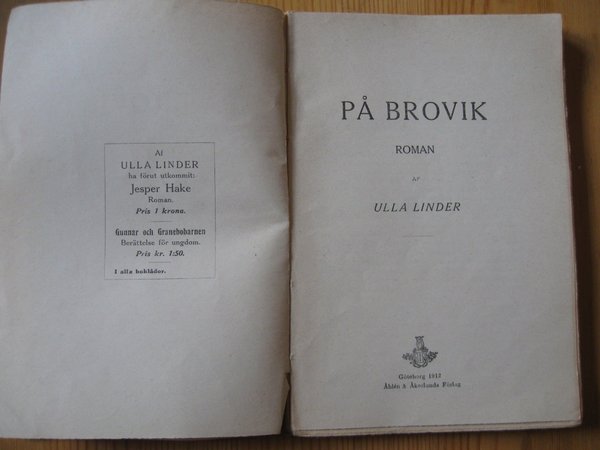 Af
ULLA LINDER
ha förut utkommit:
Jesper Hake
Roman.
Pris 1 krona.
Gunnar och Granebobarnen
Berättelse för ungdom.
Pris kr. 1:50.
I alla boklådor.
PÅ BROVIK
ROMAN
AF
ULLA LINDER
Göteborg 1912
Åhlén & Åkerlunds Förlag